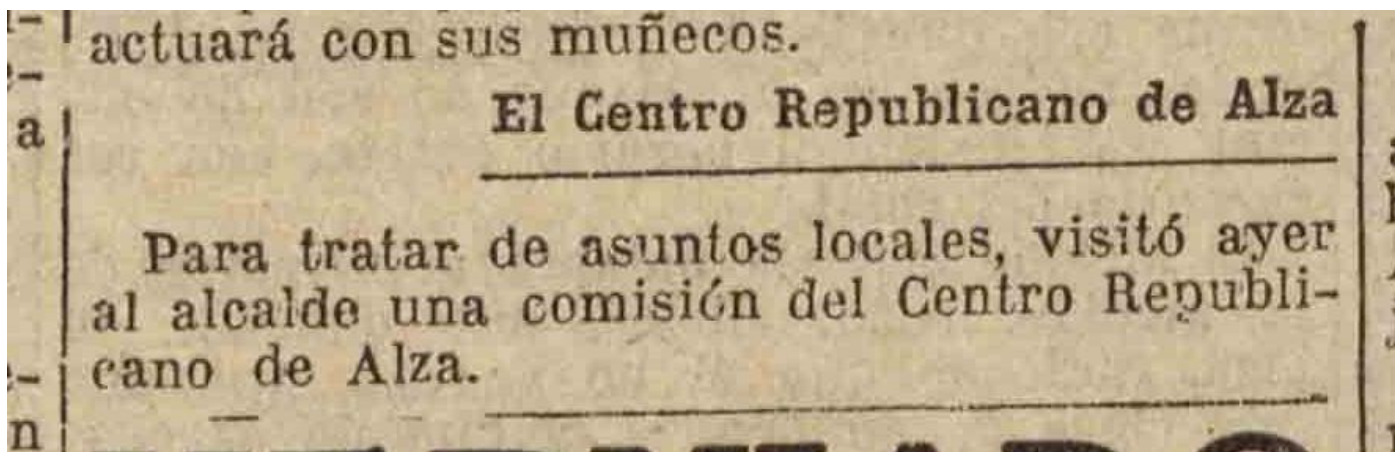 actuará con sus muñecos.
El Centro Republicano de Alza
Para tratar de asuntos locales, visitó ayer
al alcalde una comisión del Centro Republi-
cano de Alza.